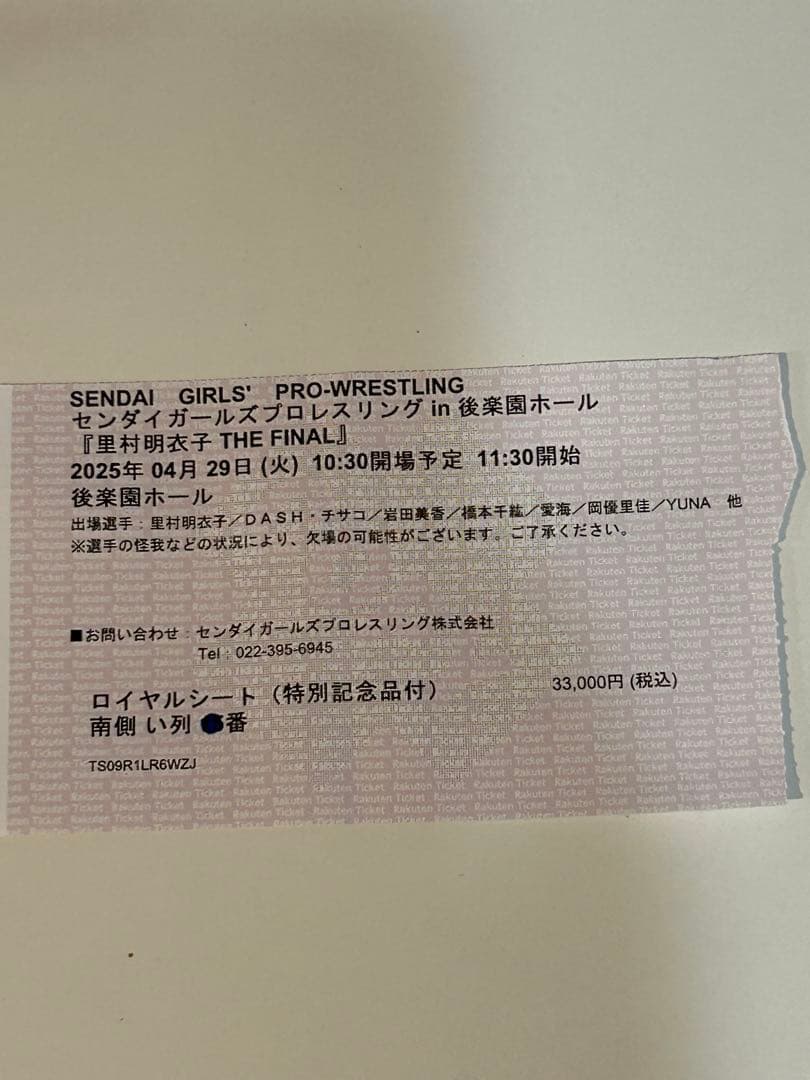 SENDAI GIRLS' PRO-WRESTLING
センダイガールズプロレスリング in 後楽園ホール
『里村明衣子 THE FINAL』
2025年 04月 29日 (火) 10:30開場予定 11:30開始
後楽園ホール
出場選手：里村明衣子／DASH・チサコ／岩田美香／橋本千紘／愛海／岡優里佳／YUNA 他
※選手の怪我などの状況により、欠場の可能性がございます。ご了承ください。
■お問い合わせ：センダイガールズプロレスリング株式会社
Tel：022-395-6945
ロイヤルシート（特別記念品付） 33,000円 (税込)
南側 い列 番
TS09R1LR6WZJ